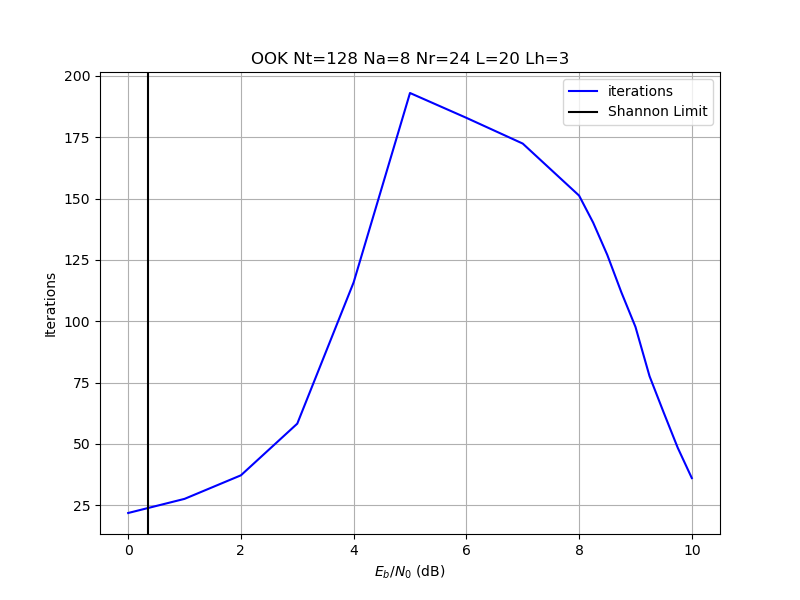 OOK Nt=128 Na=8 Nr=24 L=20 Lh=3
iterations
Shannon Limit
200
175
150
125
100
75
50
25
Iterations
0 2 4 6 8 10
E_b/N_0 (dB)